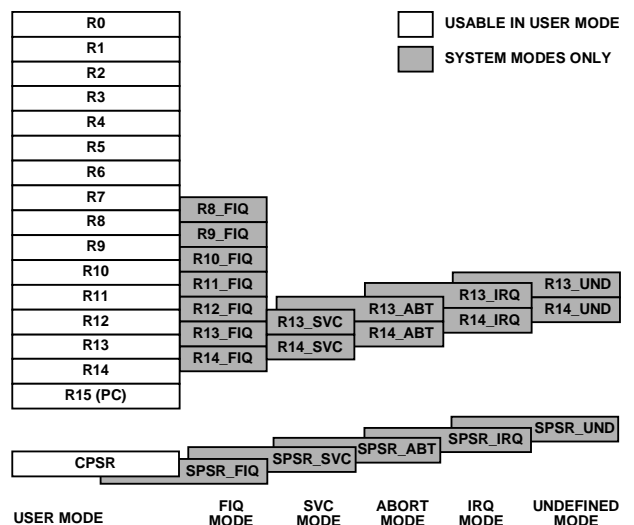 R0
R1
R2
R3
R4
R5
R6
R7
R8
R9
R10
R11
R12
R13
R14
R15 (PC)
R8_FIQ
R9_FIQ
R10_FIQ
R11_FIQ
R12_FIQ
R13_FIQ
R14_FIQ
R13_SVC
R14_SVC
R13_ABT
R14_ABT
R13_IRQ
R14_IRQ
R13_UND
R14_UND
USABLE IN USER MODE
SYSTEM MODES ONLY
CPSR
SPSR_FIQ
SPSR_SVC
SPSR_ABT
SPSR_IRQ
SPSR_UND
USER MODE
FIQ
MODE
SVC
MODE
ABORT
MODE
IRQ
MODE
UNDEFINED
MODE